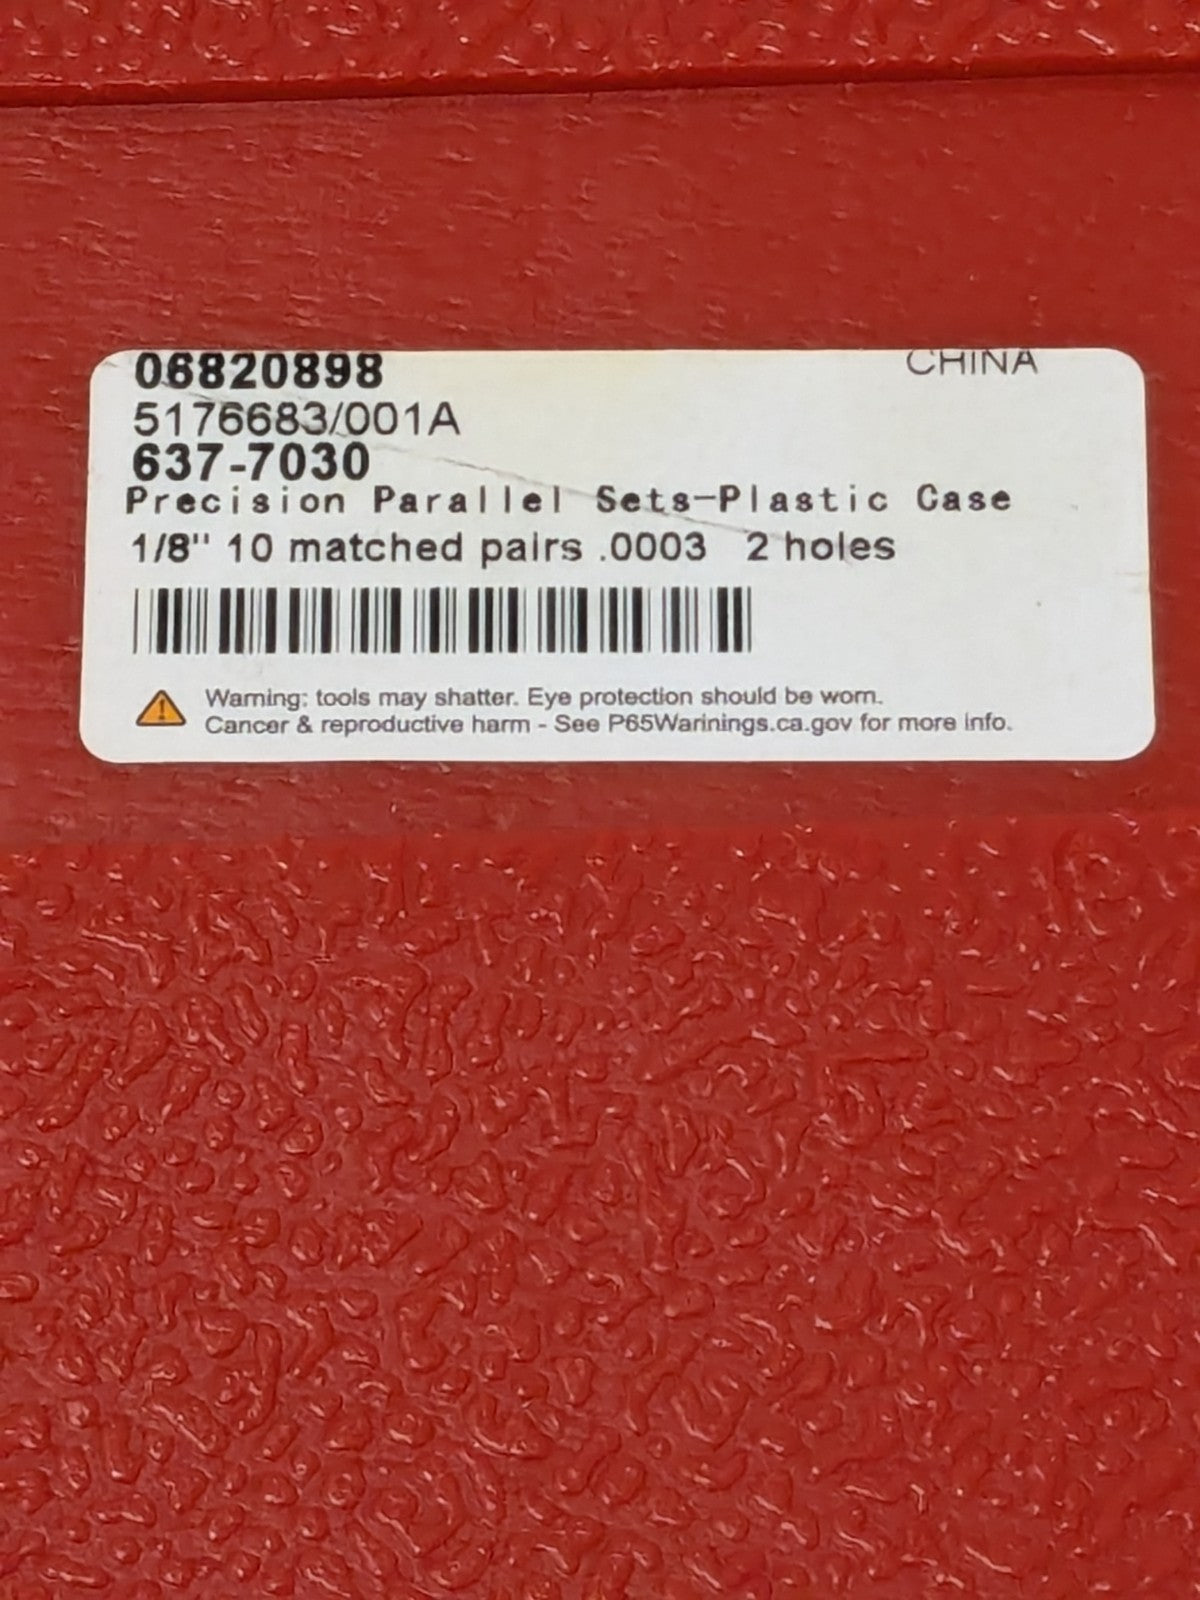 06820898
CHINA
5176683/001A
637-7030
Precision Parallel Sets-Plastic Case
1/8" 10 matched pairs .0003 2 holes
Warning: tools may shatter. Eye protection should be worn.
Cancer & reproductive harm - See P65Warinings.ca.gov for more info.